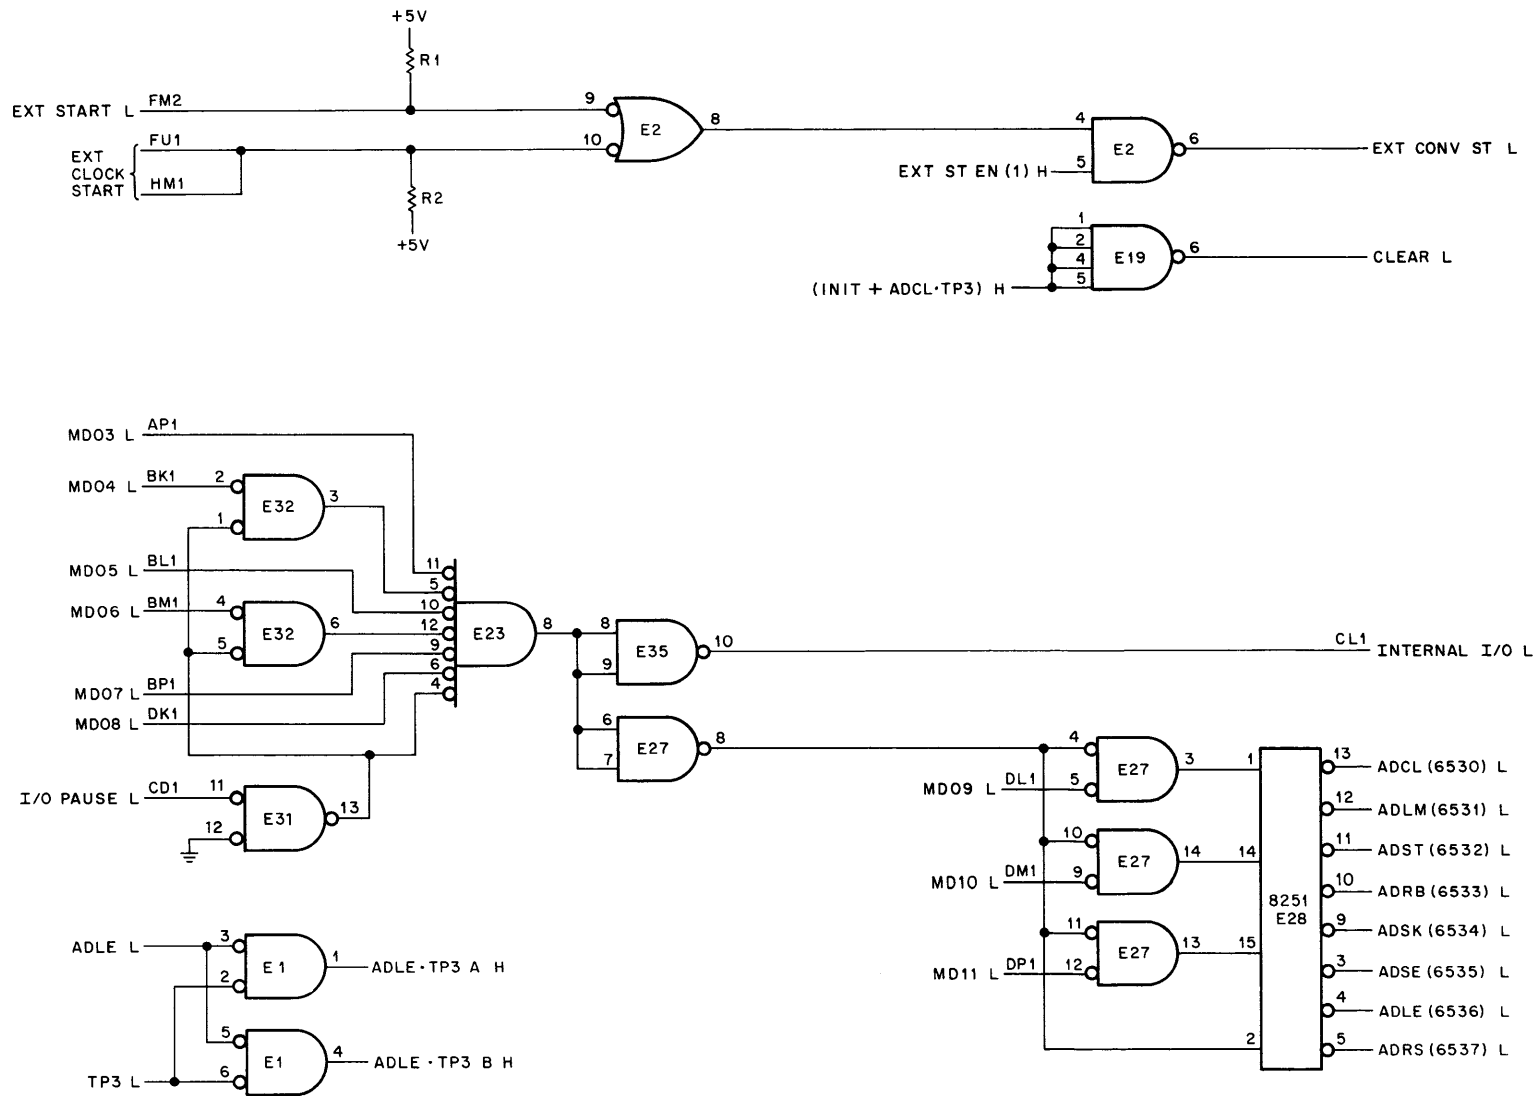 +5V
R1
EXT START L FM2
9
E2
8
10
EXT CLOCK START
FU1
HM1
R2
+5V
4
E2
6
EXT CONV ST L
EXT ST EN (1) H
5
1
2
4
5
E19
6
CLEAR L
(INIT + ADCL·TP3) H
MD03 L AP1
MD04 L BK1
2
E32
3
1
MD05 L BL1
MD06 L BM1
4
E32
6
5
MD07 L BP1
MD08 L DK1
11
5
10
12
9
6
4
E23
8
8
E35
10
9
CL1 INTERNAL I/O L
6
E27
8
7
I/O PAUSE L CD1
11
E31
13
12
4
E27
3
MD09 L DL1
5
10
E27
14
MD10 L DM1
9
11
E27
13
MD11 L DP1
12
1
14
15
2
8251
E28
13 ADCL (6530) L
12 ADLM (6531) L
11 ADST (6532) L
10 ADRB (6533) L
9 ADSK (6534) L
3 ADSE (6535) L
4 ADLE (6536) L
5 ADRS (6537) L
ADLE L
3
E1
1
ADLE·TP3 A H
2
5
E1
4
ADLE·TP3 B H
TP3 L
6